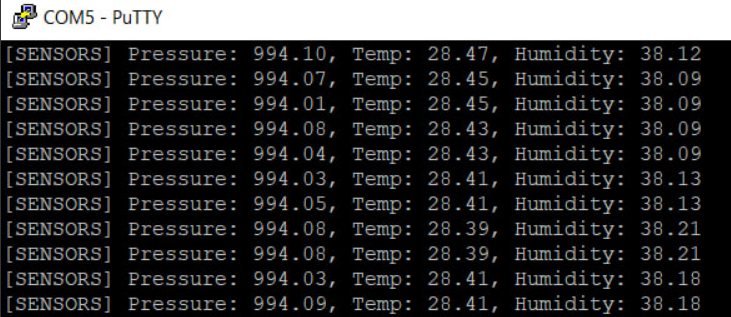 COM5 - PuTTY
[SENSORS] Pressure: 994.10, Temp: 28.47, Humidity: 38.12
[SENSORS] Pressure: 994.07, Temp: 28.45, Humidity: 38.09
[SENSORS] Pressure: 994.01, Temp: 28.45, Humidity: 38.09
[SENSORS] Pressure: 994.08, Temp: 28.43, Humidity: 38.09
[SENSORS] Pressure: 994.04, Temp: 28.43, Humidity: 38.09
[SENSORS] Pressure: 994.03, Temp: 28.41, Humidity: 38.13
[SENSORS] Pressure: 994.05, Temp: 28.41, Humidity: 38.13
[SENSORS] Pressure: 994.08, Temp: 28.39, Humidity: 38.21
[SENSORS] Pressure: 994.08, Temp: 28.39, Humidity: 38.21
[SENSORS] Pressure: 994.03, Temp: 28.41, Humidity: 38.18
[SENSORS] Pressure: 994.09, Temp: 28.41, Humidity: 38.18